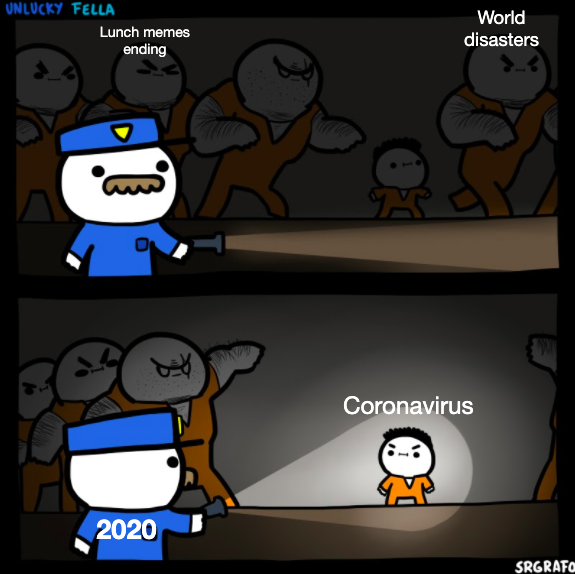 UNLUCKY FELLA
Lunch memes
ending
World
disasters
Coronavirus
2020
SRGRAFO